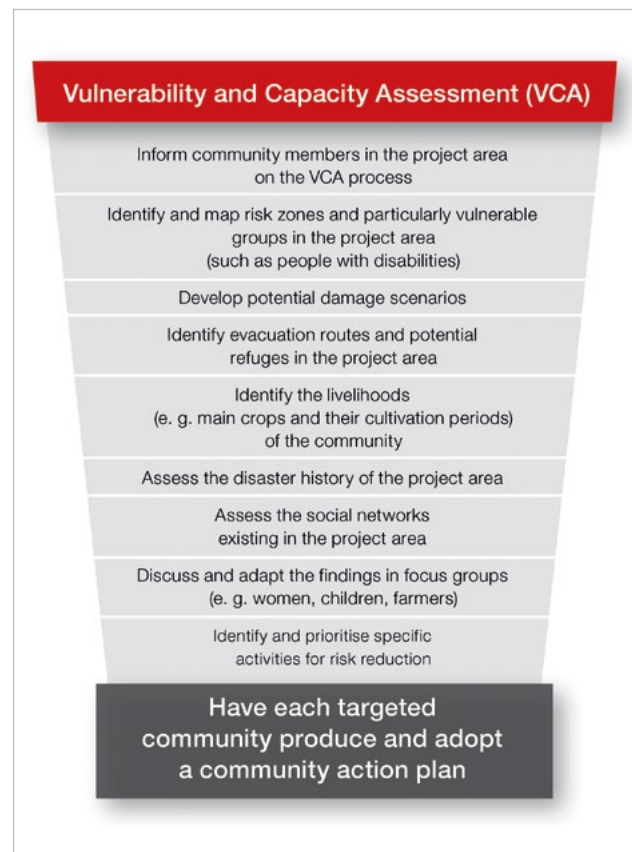 Vulnerability and Capacity Assessment (VCA)
Inform community members in the project area
on the VCA process
Identify and map risk zones and particularly vulnerable
groups in the project area
(such as people with disabilities)
Develop potential damage scenarios
Identify evacuation routes and potential
refuges in the project area
Identify the livelihoods
(e. g. main crops and their cultivation periods)
of the community
Assess the disaster history of the project area
Assess the social networks
existing in the project area
Discuss and adapt the findings in focus groups
(e. g. women, children, farmers)
Identify and prioritise specific
activities for risk reduction
Have each targeted
community produce and adopt
a community action plan